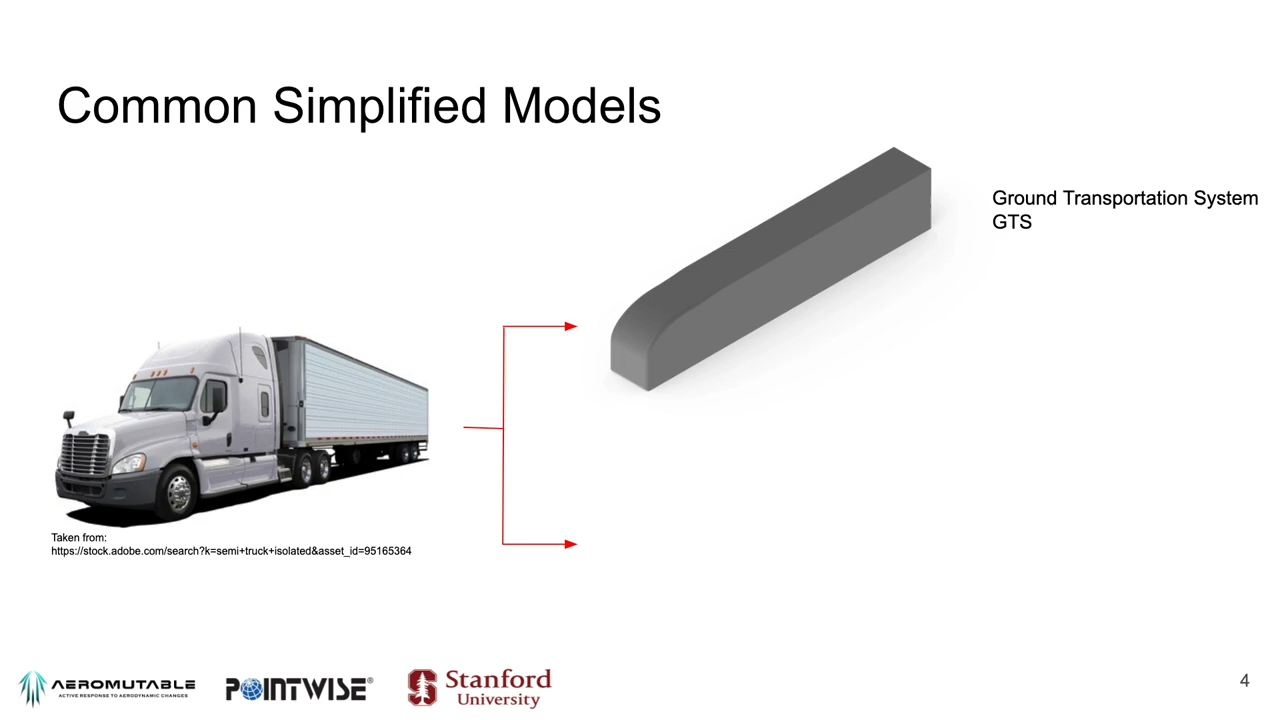 Common Simplified Models
Ground Transportation System
GTS
Taken from:
https://stock.adobe.com/search?k=semi+truck+isolated&asset_id=95165364
AEROMUTABLE
ACTIVE RESPONSE TO AERODYNAMIC CHANGES
POINTWISE®
Stanford
University
4